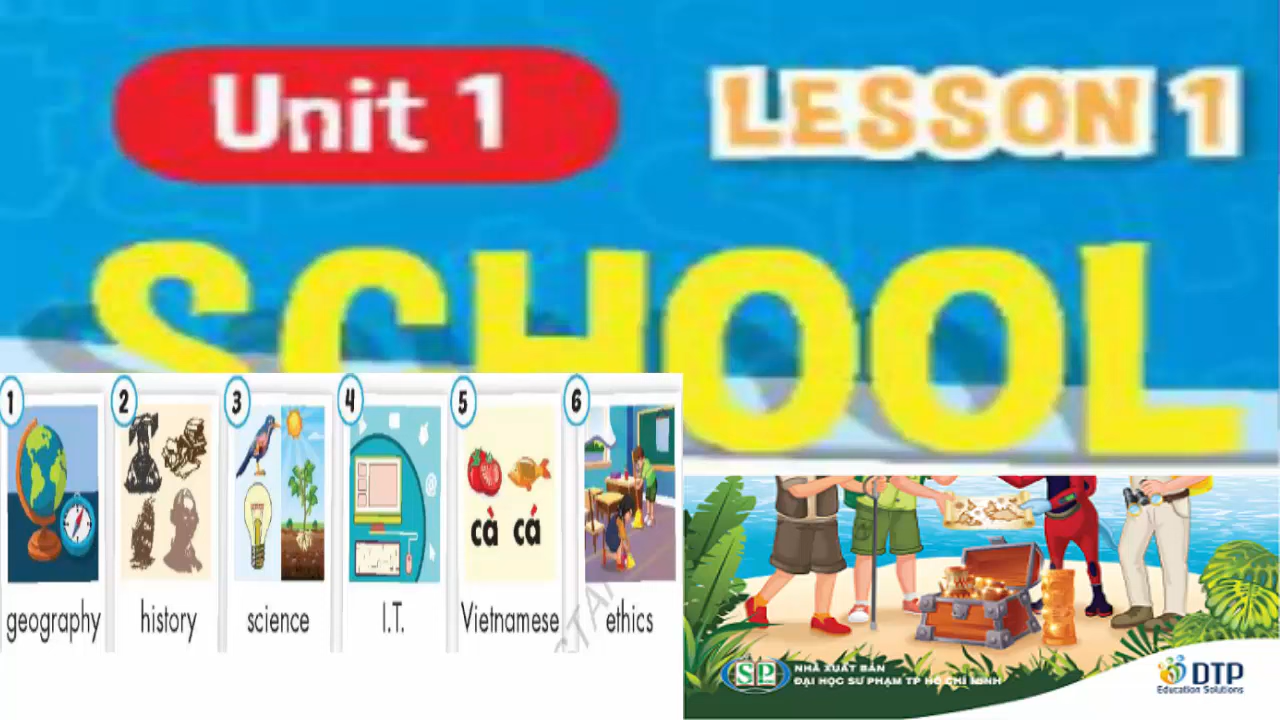 Unit 1
LESSON 1
SCHOOL
1 2 3 4 5 6
cà cá
geography history science I.T. Vietnamese ethics
SP
NHÀ XUẤT BẢN
ĐẠI HỌC SƯ PHẠM TP HỒ CHÍ MINH
DTP
Education Solutions